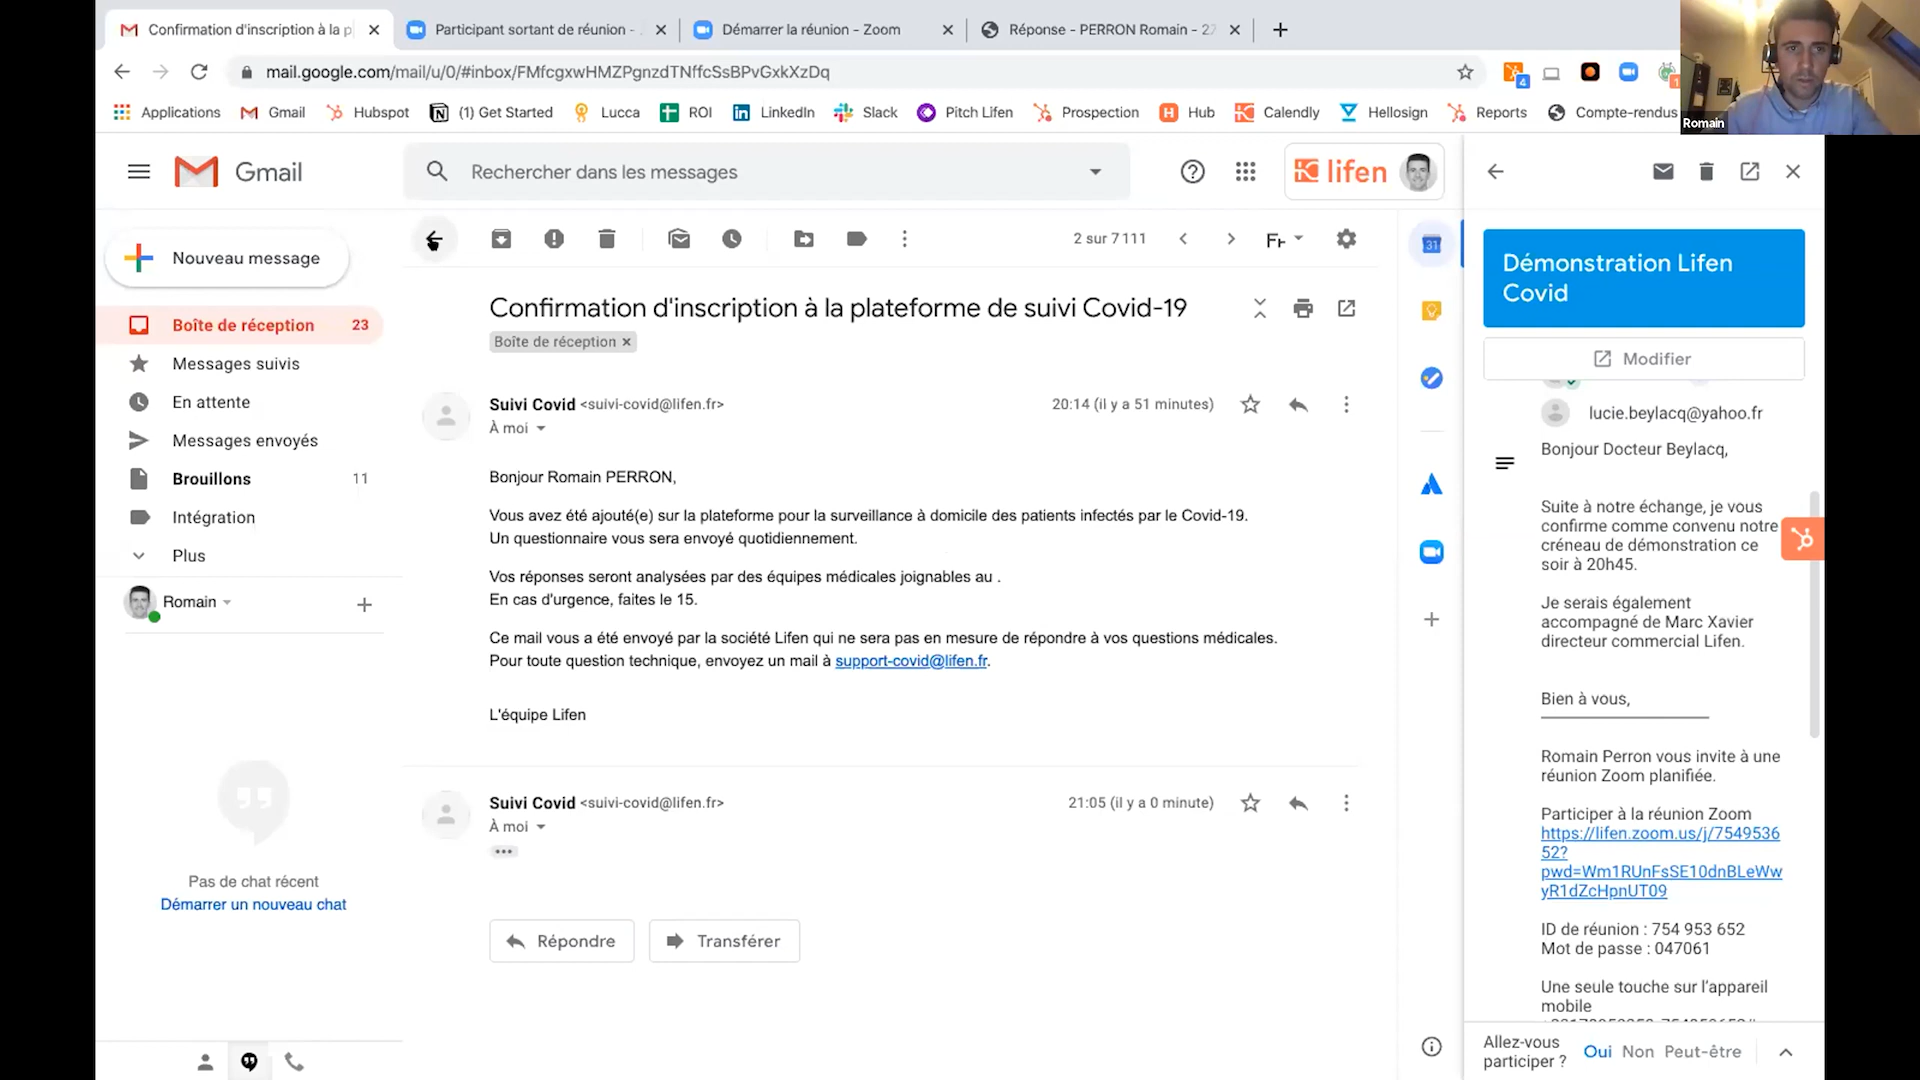 Confirmation d'inscription à la p
Participant sortant de réunion -
Démarrer la réunion - Zoom
Réponse - PERRON Romain - 27
mail.google.com/mail/u/0/#inbox/FMfcgxwHMZPgnzdTNffcSsBPvGxkXzDq
4
1
Romain
Applications
Gmail
Hubspot
(1) Get Started
Lucca
ROI
LinkedIn
Slack
Pitch Lifen
Prospection
Hub
Calendly
Hellosign
Reports
Compte-rendus
Gmail
Rechercher dans les messages
lifen
Nouveau message
Boîte de réception 23
Messages suivis
En attente
Messages envoyés
Brouillons 11
Intégration
Plus
Romain
Pas de chat récent
Démarrer un nouveau chat
2 sur 7 111
Fr
Confirmation d'inscription à la plateforme de suivi Covid-19
Boîte de réception
Suivi Covid <suivi-covid@lifen.fr>
20:14 (il y a 51 minutes)
À moi
Bonjour Romain PERRON,
Vous avez été ajouté(e) sur la plateforme pour la surveillance à domicile des patients infectés par le Covid-19.
Un questionnaire vous sera envoyé quotidiennement.
Vos réponses seront analysées par des équipes médicales joignables au .
En cas d'urgence, faites le 15.
Ce mail vous a été envoyé par la société Lifen qui ne sera pas en mesure de répondre à vos questions médicales.
Pour toute question technique, envoyez un mail à support-covid@lifen.fr.
L'équipe Lifen
Suivi Covid <suivi-covid@lifen.fr>
21:05 (il y a 0 minute)
À moi
Répondre
Transférer
31
Démonstration Lifen
Covid
Modifier
lucie.beylacq@yahoo.fr
Bonjour Docteur Beylacq,
Suite à notre échange, je vous
confirme comme convenu notre
créneau de démonstration ce
soir à 20h45.
Je serais également
accompagné de Marc Xavier
directeur commercial Lifen.
Bien à vous,
Romain Perron vous invite à une
réunion Zoom planifiée.
Participer à la réunion Zoom
https://lifen.zoom.us/j/7549536
52?
pwd=Wm1RUnFsSE10dnBLeWw
yR1dZcHpnUT09
ID de réunion : 754 953 652
Mot de passe : 047061
Une seule touche sur l'appareil
mobile
Allez-vous
participer ?
Oui Non Peut-être